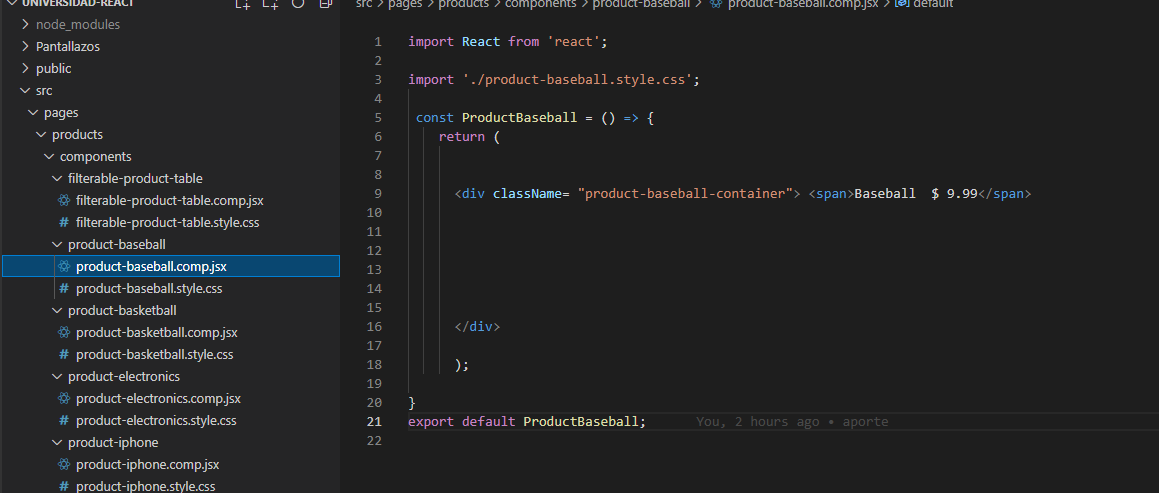 UNIVERSIDAD-REACT
node_modules
Pantallazos
public
src
pages
products
components
filterable-product-table
filterable-product-table.comp.jsx
# filterable-product-table.style.css
product-baseball
product-baseball.comp.jsx
# product-baseball.style.css
product-basketball
product-basketball.comp.jsx
# product-basketball.style.css
product-electronics
product-electronics.comp.jsx
# product-electronics.style.css
product-iphone
product-iphone.comp.jsx
# product-iphone.style.css
src > pages > products > components > product-baseball > product-baseball.comp.jsx > default
1 import React from 'react';
2
3 import './product-baseball.style.css';
4
5 const ProductBaseball = () => {
6 return (
7
8
9 <div className= "product-baseball-container"> <span>Baseball  $ 9.99</span>
10
11
12
13
14
15
16 </div>
17
18 );
19
20 }
21 export default ProductBaseball; You, 2 hours ago • aporte
22